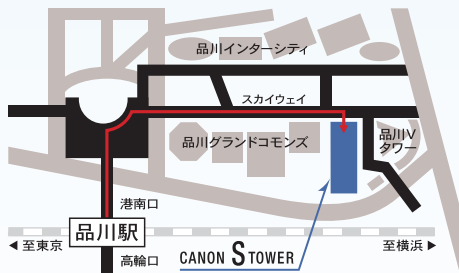 品川インターシティ
スカイウェイ
品川グランドコモンズ
品川V
タワー
港南口
品川駅
◀至東京
高輪口
CANON S TOWER
至横浜▶